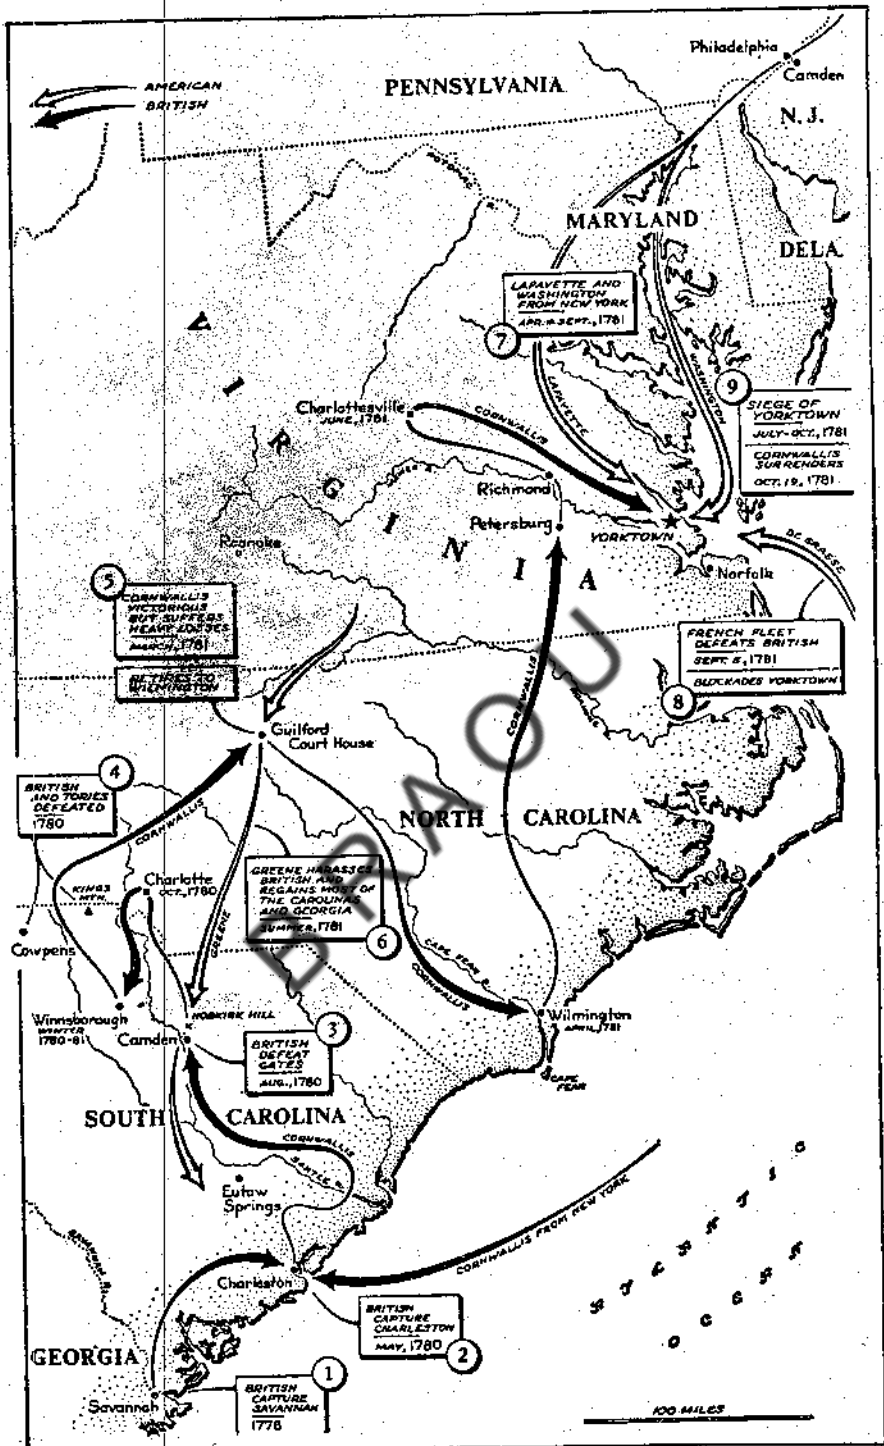 Philadelphia
Camden
AMERICAN
BRITISH
PENNSYLVANIA
N. J.
POTOMAC
MARYLAND
DELA.
LAFAYETTE AND
WASHINGTON
FROM NEW YORK
APR. & SEPT., 1781
7
VIRGINIA
LAFAYETTE
WASHINGTON
9
SIEGE OF
YORKTOWN
JULY-OCT., 1781
CORNWALLIS
SURRENDERS
OCT. 19, 1781
Charlottesville
JUNE, 1781
CORNWALLIS
Richmond
Petersburg
YORKTOWN
DE GRASSE
Norfolk
Roanoke
5
CORNWALLIS
VICTORIOUS
BUT SUFFERS
HEAVY LOSSES
MARCH, 1781
RETIRES TO
WILMINGTON
FRENCH FLEET
DEFEATS BRITISH
SEPT. 5, 1781
BLOCKADES YORKTOWN
8
CORNWALLIS
Guilford
Court House
4
BRITISH
AND TORIES
DEFEATED
1780
CORNWALLIS
NORTH CAROLINA
Charlotte
OCT., 1780
KINGS
MTN.
GREENE
GREENE HARASSES
BRITISH AND
REGAINS MOST OF
THE CAROLINAS
AND GEORGIA
SUMMER, 1781
6
Cowpens
CAPE FEAR R.
CORNWALLIS
Winnsborough
WINTER
1780-81
HOBKIRK HILL
Camden
Wilmington
APRIL, 1781
3
BRITISH
DEFEAT
GATES
AUG., 1780
CAPE
FEAR
SOUTH CAROLINA
CORNWALLIS
SANTEE R.
Eutaw
Springs
CORNWALLIS FROM NEW YORK
ATLANTIC
OCEAN
SAVANNAH R.
Charleston
BRITISH
CAPTURE
CHARLESTON
MAY, 1780
2
GEORGIA
1
Savannah
BRITISH
CAPTURE
SAVANNAH
1778
100 MILES
BRAOU